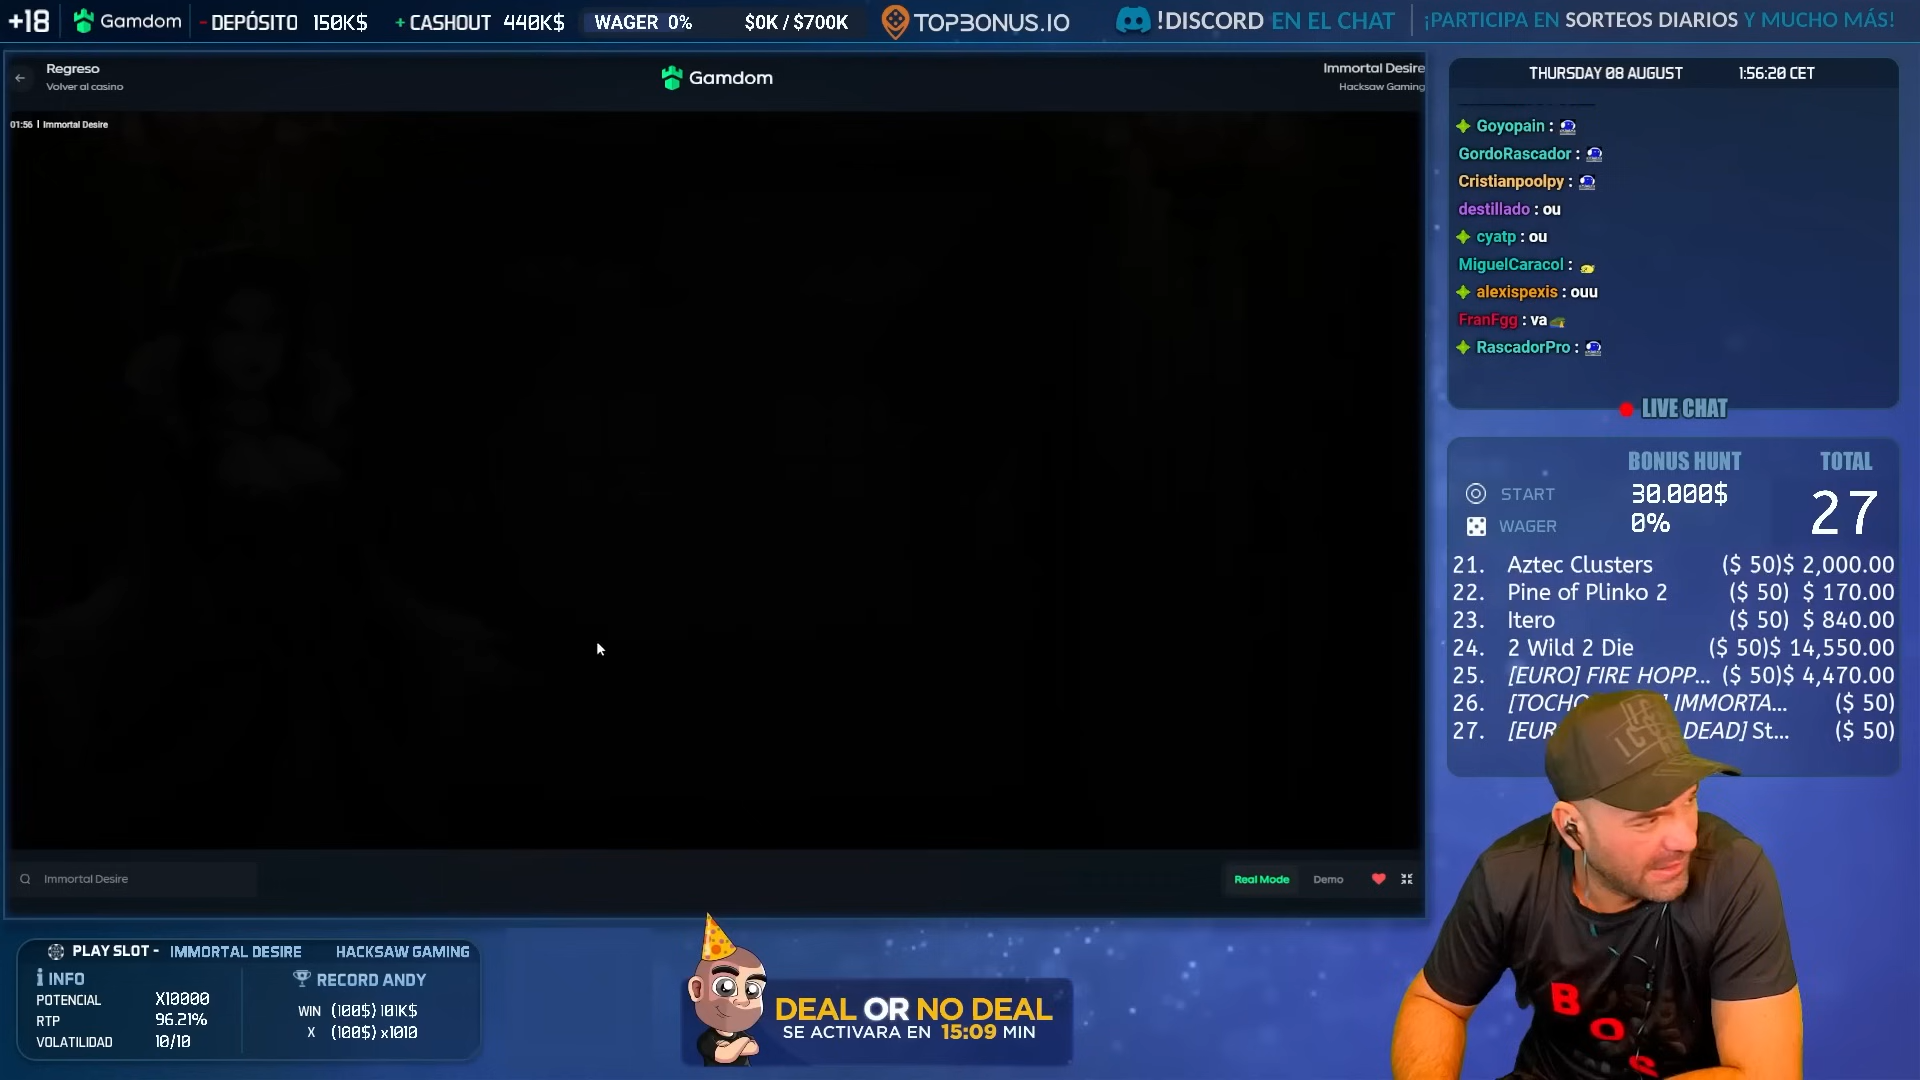 +18 Gamdom - DEPÓSITO 150K$ + CASHOUT 440K$ WAGER 0% $0K / $700K TOPBONUS.IO !DISCORD EN EL CHAT ¡PARTICIPA EN SORTEOS DIARIOS Y MUCHO MÁS!
Regreso
Volver al casino
Gamdom
Immortal Desire
Hacksaw Gaming
01:56 | Immortal Desire
THURSDAY 08 AUGUST 1:56:20 CET
Goyopain :
GordoRascador :
Cristianpoolpy :
destillado : ou
cyatp : ou
MiguelCaracol :
alexispexis : ouu
FranFgg : va
RascadorPro :
LIVE CHAT
BONUS HUNT TOTAL
START 30.000$ 27
WAGER 0%
21. Aztec Clusters ($ 50)$ 2,000.00
22. Pine of Plinko 2 ($ 50) $ 170.00
23. Itero ($ 50) $ 840.00
24. 2 Wild 2 Die ($ 50)$ 14,550.00
25. [EURO] FIRE HOPP... ($ 50)$ 4,470.00
26. IMMORTA... ($ 50)
27. DEAD] St... ($ 50)
Immortal Desire
Real Mode Demo
PLAY SLOT - IMMORTAL DESIRE HACKSAW GAMING
INFO
POTENCIAL X10000
RTP 96.21%
VOLATILIDAD 10/10
RECORD ANDY
WIN (100$) 101K$
X (100$) x1010
DEAL OR NO DEAL
SE ACTIVARA EN 15:09 MIN
BOS